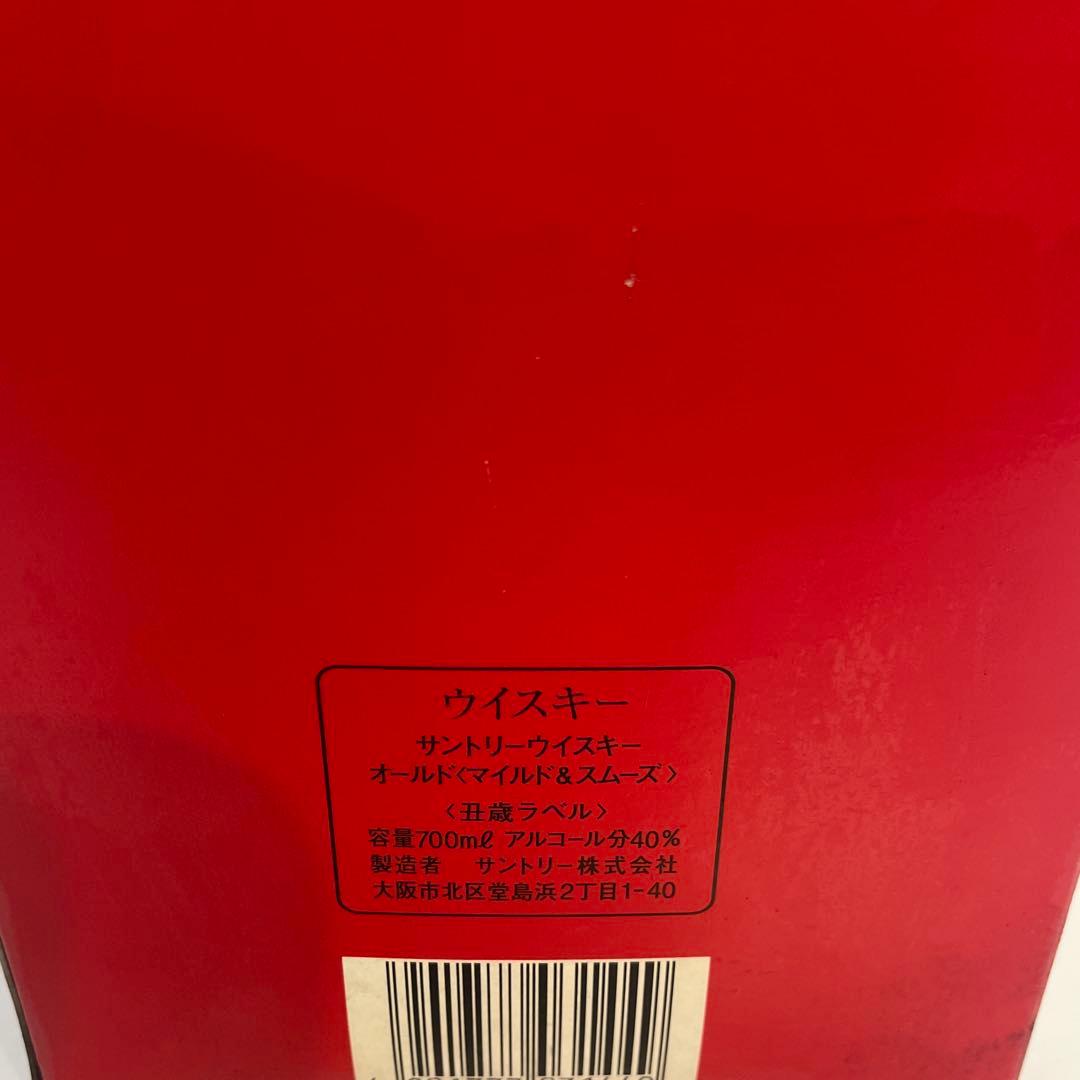 ウイスキー
サントリーウイスキー
オールド〈マイルド&スムーズ〉
〈丑歳ラベル〉
容量700mℓ アルコール分40%
製造者 サントリー株式会社
大阪市北区堂島浜2丁目1-40